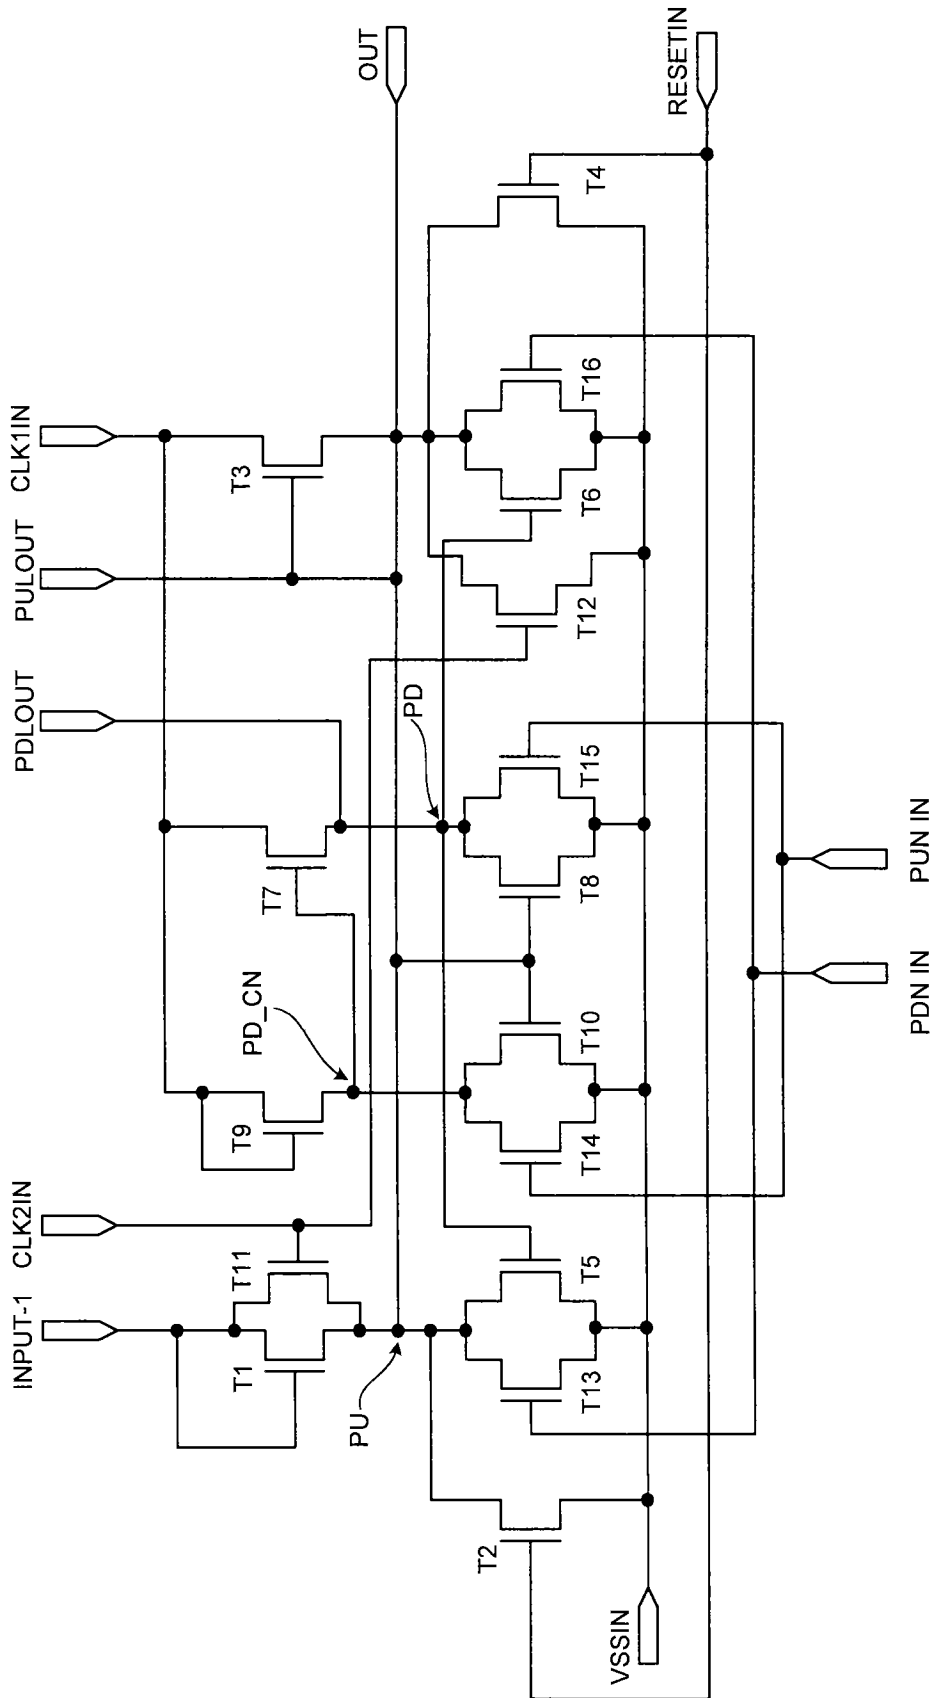 INPUT-1
CLK2IN
PDLOUT
PULOUT
CLK1IN
OUT
RESETIN
T1
T11
T9
T7
T3
PU
PD_CN
PD
T2
T13
T5
T14
T10
T8
T15
T12
T6
T16
T4
VSSIN
PDN IN
PUN IN